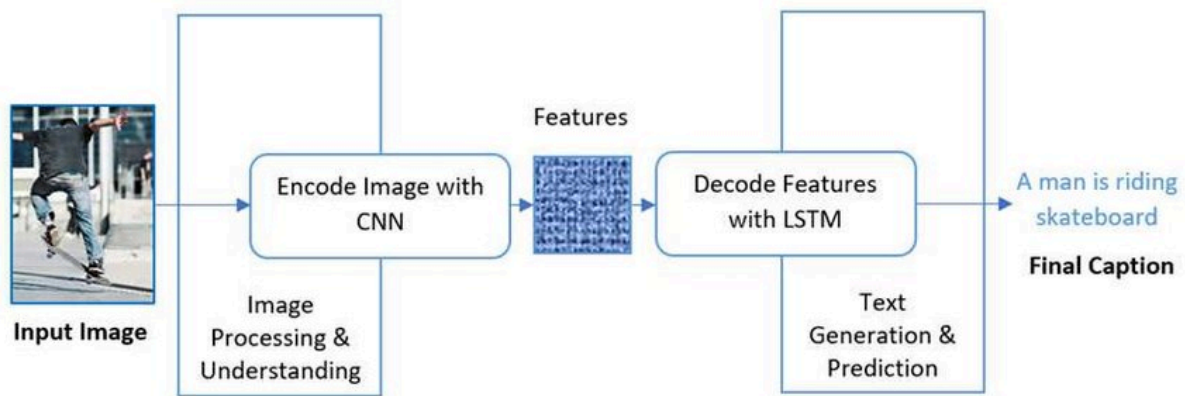 Input Image
Encode Image with
CNN
Image
Processing &
Understanding
Features
Decode Features
with LSTM
Text
Generation &
Prediction
A man is riding
skateboard
Final Caption